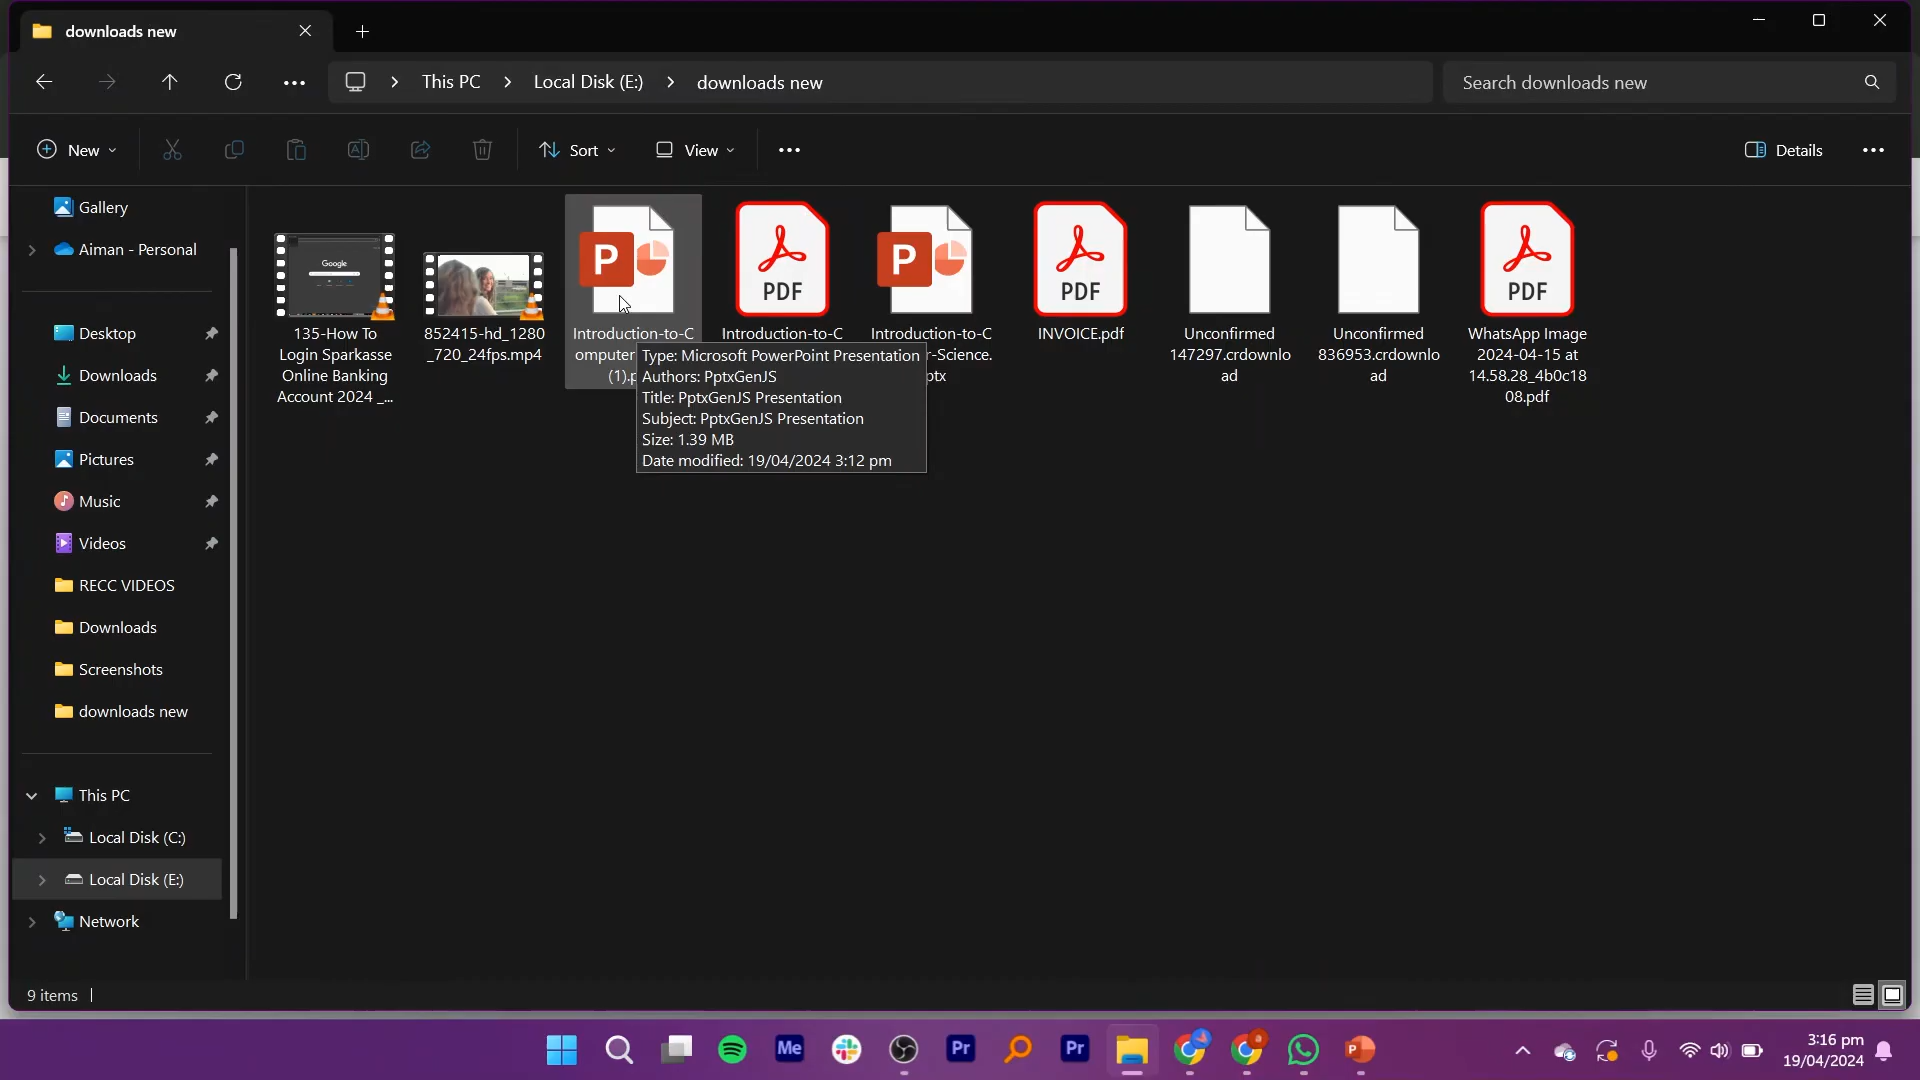 downloads new
This PC
Local Disk (E:)
downloads new
Search downloads new
New
Sort
View
Details
Gallery
Aiman - Personal
Desktop
Downloads
Documents
Pictures
Music
Videos
RECC VIDEOS
Downloads
Screenshots
downloads new
This PC
Local Disk (C:)
Local Disk (E:)
Network
Google
135-How To
Login Sparkasse
Online Banking
Account 2024 _...
852415-hd_1280
_720_24fps.mp4
P
Introduction-to-C
omputer
(1).p
PDF
Introduction-to-C
P
Introduction-to-C
r-Science.
ptx
PDF
INVOICE.pdf
Unconfirmed
147297.crdownlo
ad
Unconfirmed
836953.crdownlo
ad
PDF
WhatsApp Image
2024-04-15 at
14.58.28_4b0c18
08.pdf
Type: Microsoft PowerPoint Presentation
Authors: PptxGenJS
Title: PptxGenJS Presentation
Subject: PptxGenJS Presentation
Size: 1.39 MB
Date modified: 19/04/2024 3:12 pm
9 items
Me
Pr
Pr
P
3:16 pm
19/04/2024